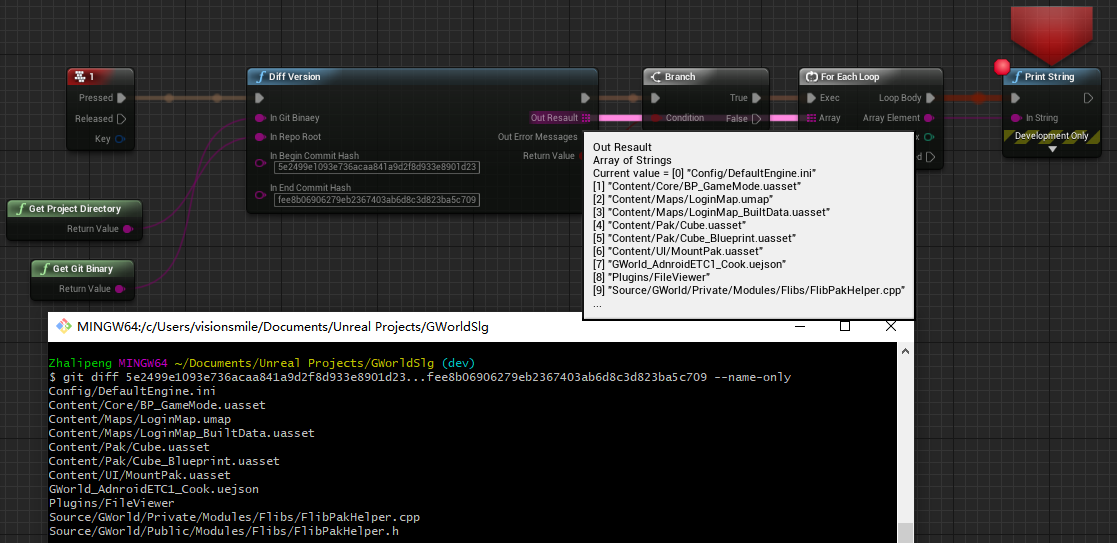 1
Pressed
Released
Key
Diff Version
In Git Binaey
In Repo Root
In Begin Commit Hash
5e2499e1093e736acaa841a9d2f8d933e8901d23
In End Commit Hash
fee8b06906279eb2367403ab6d8c3d823ba5c709
Out Resault
Out Error Messages
Return Value
Branch
True
Condition
False
For Each Loop
Exec
Loop Body
Array
Array Element
Print String
In String
Development Only
Get Project Directory
Return Value
Get Git Binary
Return Value
Out Resault
Array of Strings
Current value = [0] "Config/DefaultEngine.ini"
[1] "Content/Core/BP_GameMode.uasset"
[2] "Content/Maps/LoginMap.umap"
[3] "Content/Maps/LoginMap_BuiltData.uasset"
[4] "Content/Pak/Cube.uasset"
[5] "Content/Pak/Cube_Blueprint.uasset"
[6] "Content/UI/MountPak.uasset"
[7] "GWorld_AdnroidETC1_Cook.uejson"
[8] "Plugins/FileViewer"
[9] "Source/GWorld/Private/Modules/Flibs/FlibPakHelper.cpp"
...
MINGW64:/c/Users/visionsmile/Documents/Unreal Projects/GWorldSlg
Zhalipeng MINGW64 ~/Documents/Unreal Projects/GWorldSlg (dev)
$ git diff 5e2499e1093e736acaa841a9d2f8d933e8901d23...fee8b06906279eb2367403ab6d8c3d823ba5c709 --name-only
Config/DefaultEngine.ini
Content/Core/BP_GameMode.uasset
Content/Maps/LoginMap.umap
Content/Maps/LoginMap_BuiltData.uasset
Content/Pak/Cube.uasset
Content/Pak/Cube_Blueprint.uasset
Content/UI/MountPak.uasset
GWorld_AdnroidETC1_Cook.uejson
Plugins/FileViewer
Source/GWorld/Private/Modules/Flibs/FlibPakHelper.cpp
Source/GWorld/Public/Modules/Flibs/FlibPakHelper.h